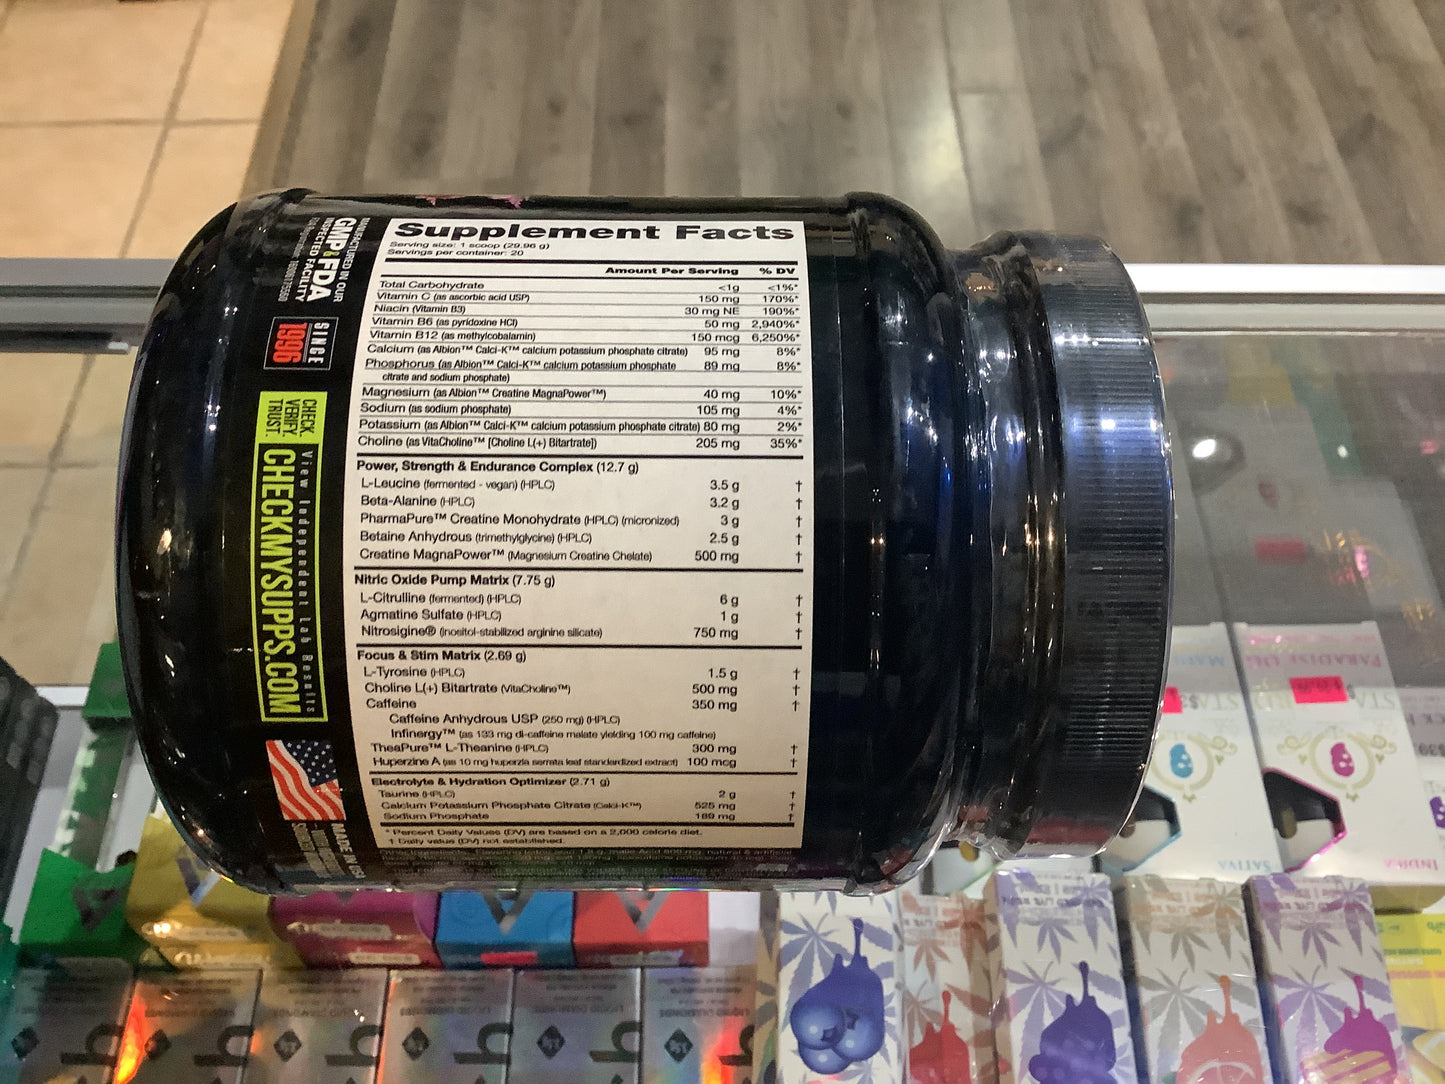 Supplement Facts
Serving size: 1 scoop (29.96 g)
Servings per container: 20
Amount Per Serving % DV
Total Carbohydrate <1g <1%*
Vitamin C (as ascorbic acid USP) 150 mg 170%*
Niacin (Vitamin B3) 30 mg NE 190%*
Vitamin B6 (as pyridoxine HCl) 50 mg 2,940%*
Vitamin B12 (as methylcobalamin) 150 mcg 6,250%*
Calcium (as Albion™ Calci-K™ calcium potassium phosphate citrate) 95 mg 8%*
Phosphorus (as Albion™ Calci-K™ calcium potassium phosphate 89 mg 8%*
citrate and sodium phosphate)
Magnesium (as Albion™ Creatine MagnaPower™) 40 mg 10%*
Sodium (as sodium phosphate) 105 mg 4%*
Potassium (as Albion™ Calci-K™ calcium potassium phosphate citrate) 80 mg 2%*
Choline (as VitaCholine™ [Choline L(+) Bitartrate]) 205 mg 35%*
Power, Strength & Endurance Complex (12.7 g)
L-Leucine (fermented - vegan) (HPLC) 3.5 g †
Beta-Alanine (HPLC) 3.2 g †
PharmaPure™ Creatine Monohydrate (HPLC) (micronized) 3 g †
Betaine Anhydrous (trimethylglycine) (HPLC) 2.5 g †
Creatine MagnaPower™ (Magnesium Creatine Chelate) 500 mg †
Nitric Oxide Pump Matrix (7.75 g)
L-Citrulline (fermented) (HPLC) 6 g †
Agmatine Sulfate (HPLC) 1 g †
Nitrosigine® (inositol-stabilized arginine silicate) 750 mg †
Focus & Stim Matrix (2.69 g)
L-Tyrosine (HPLC) 1.5 g †
Choline L(+) Bitartrate (VitaCholine™) 500 mg †
Caffeine 350 mg †
Caffeine Anhydrous USP (250 mg) (HPLC)
Infinergy™ (as 133 mg di-caffeine malate yielding 100 mg caffeine)
TheaPure™ L-Theanine (HPLC) 300 mg †
Huperzine A (as 10 mg huperzia serrata leaf standardized extract) 100 mcg †
Electrolyte & Hydration Optimizer (2.71 g)
Taurine (HPLC) 2 g †
Calcium Potassium Phosphate Citrate (Calci-K™) 525 mg †
Sodium Phosphate 189 mg †
* Percent Daily Values (DV) are based on a 2,000 calorie diet.
† Daily value (DV) not established.
MANUFACTURED IN OUR
GMP & FDA
INSPECTED FACILITY
SINCE
1996
CHECK.
VERIFY.
TRUST.
View Independent Lab Results
CHECKMYSUPPS.COM
MADE IN USA
PARADISE OG
SATIVA
INDICA
LIQUID DIAMONDS